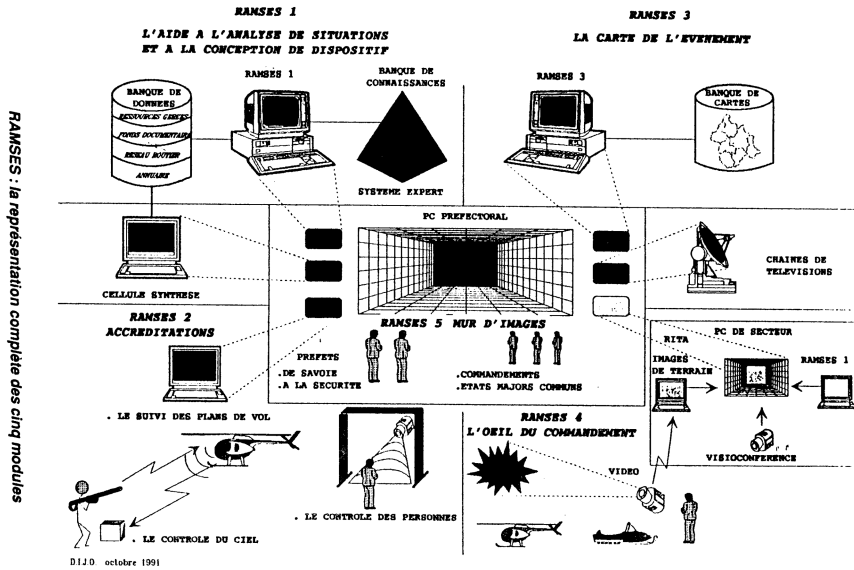 RAMSES : la représentation complète des cinq modules
RAMSES 1
L'AIDE A L'ANALYSE DE SITUATIONS
ET A LA CONCEPTION DE DISPOSITIF
RAMSES 3
LA CARTE DE L'EVENEMENT
BANQUE DE
DONNEES
RESSOURCES GEREES
FONDS DOCUMENTAIRE
RESEAU ROUTIER
ANNUAIRE
RAMSES 1
BANQUE DE
CONNAISSANCES
SYSTEME EXPERT
RAMSES 3
BANQUE DE
CARTES
CELLULE SYNTHESE
PC PREFECTORAL
RAMSES 5 MUR D'IMAGES
PREFETS
.DE SAVOIE
.A LA SECURITE
.COMMANDEMENTS
.ETATS MAJORS COMMUNS
CHAINES DE
TELEVISIONS
RAMSES 2
ACCREDITATIONS
. LE SUIVI DES PLANS DE VOL
. LE CONTROLE DU CIEL
. LE CONTROLE DES PERSONNES
RAMSES 4
L'OEIL DU COMMANDEMENT
VIDEO
PC DE SECTEUR
RITA
IMAGES
DE TERRAIN
RAMSES 1
VISIOCONFERENCE
D.I.J.O. octobre 1991